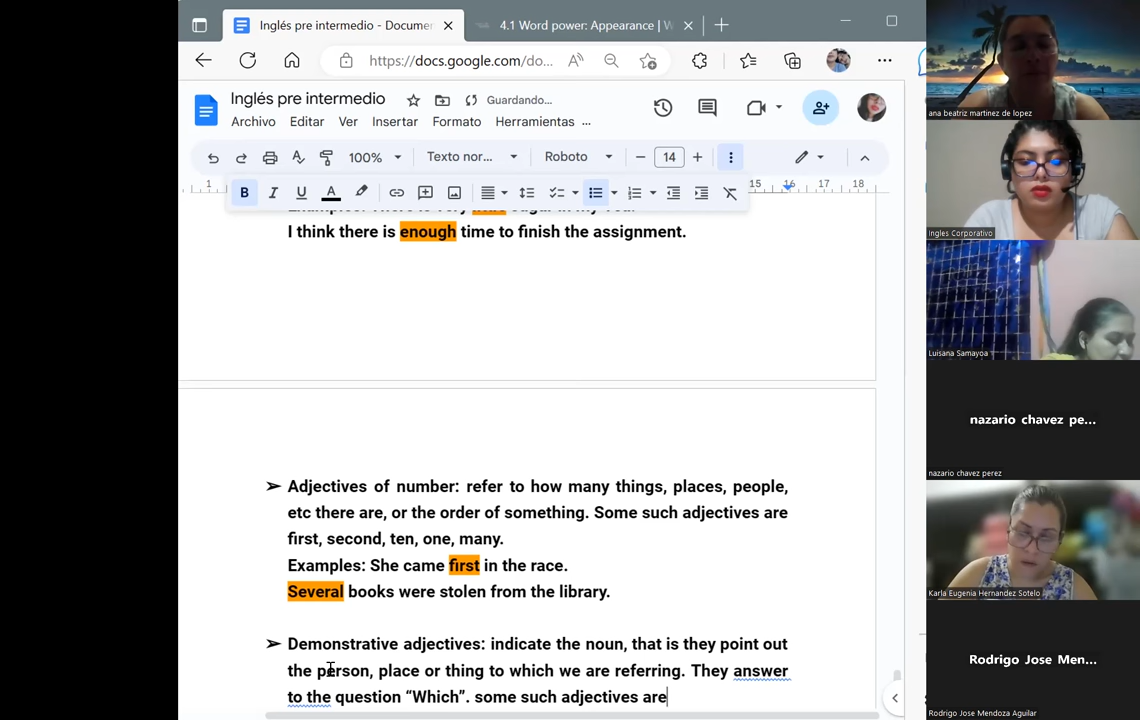 Inglés pre intermedio - Documen
4.1 Word power: Appearance | W
https://docs.google.com/do...
Inglés pre intermedio
Guardando...
Archivo Editar Ver Insertar Formato Herramientas ...
100% Texto nor... Roboto 14
1 15 16 17 18
I think there is enough time to finish the assignment.
➢ Adjectives of number: refer to how many things, places, people,
etc there are, or the order of something. Some such adjectives are
first, second, ten, one, many.
Examples: She came first in the race.
Several books were stolen from the library.
➢ Demonstrative adjectives: indicate the noun, that is they point out
the person, place or thing to which we are referring. They answer
to the question “Which”. some such adjectives are
ana beatriz martinez de lopez
Ingles Corporativo
Luisana Samayoa
nazario chavez pe...
nazario chavez perez
Karla Eugenia Hernandez Sotelo
Rodrigo Jose Men...
Rodrigo Jose Mendoza Aguilar